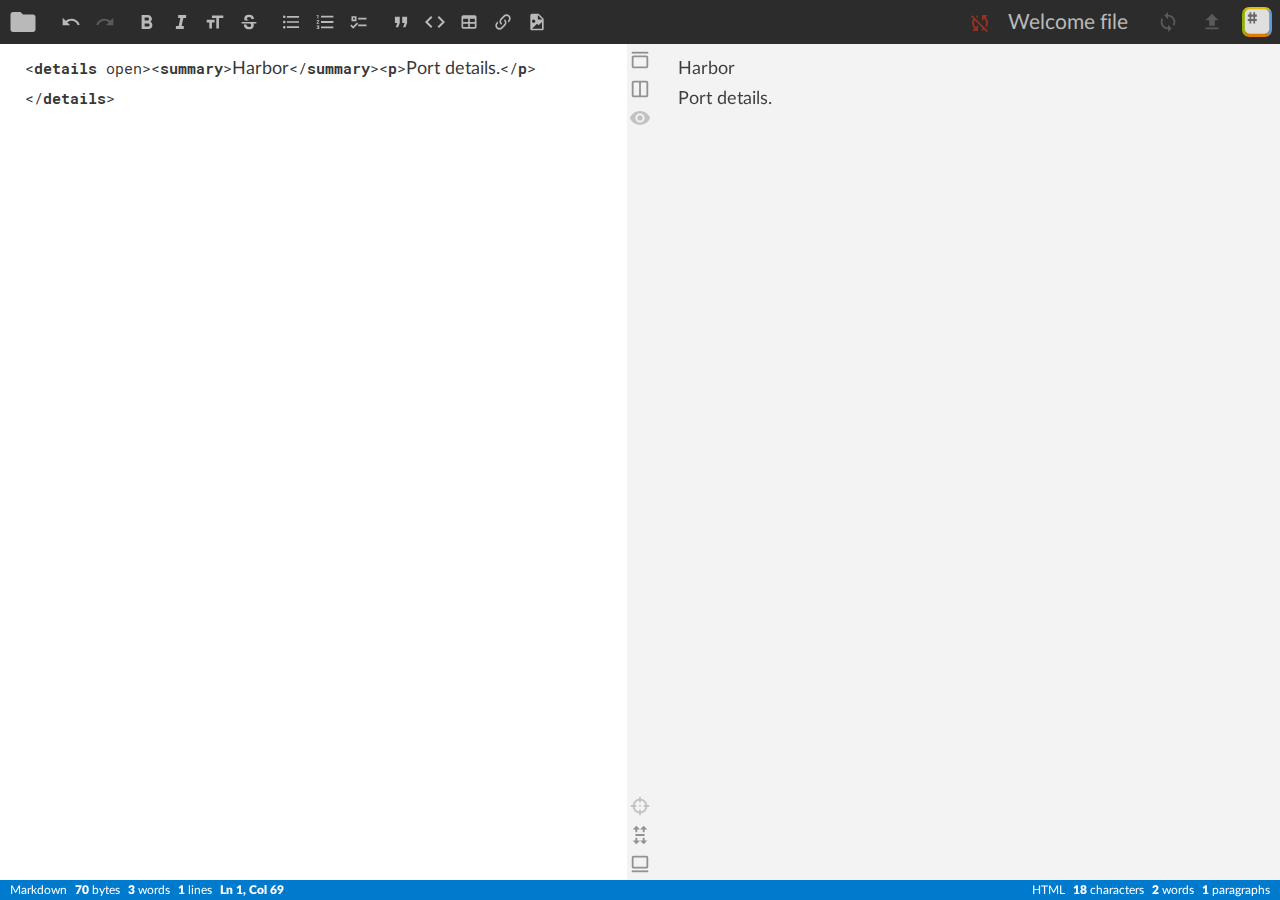 Welcome file
<details open><summary>Harbor</summary><p>Port details.</p>
</details>
Harbor
Port details.
Markdown 70 bytes 3 words 1 lines Ln 1, Col 69
HTML 18 characters 2 words 1 paragraphs